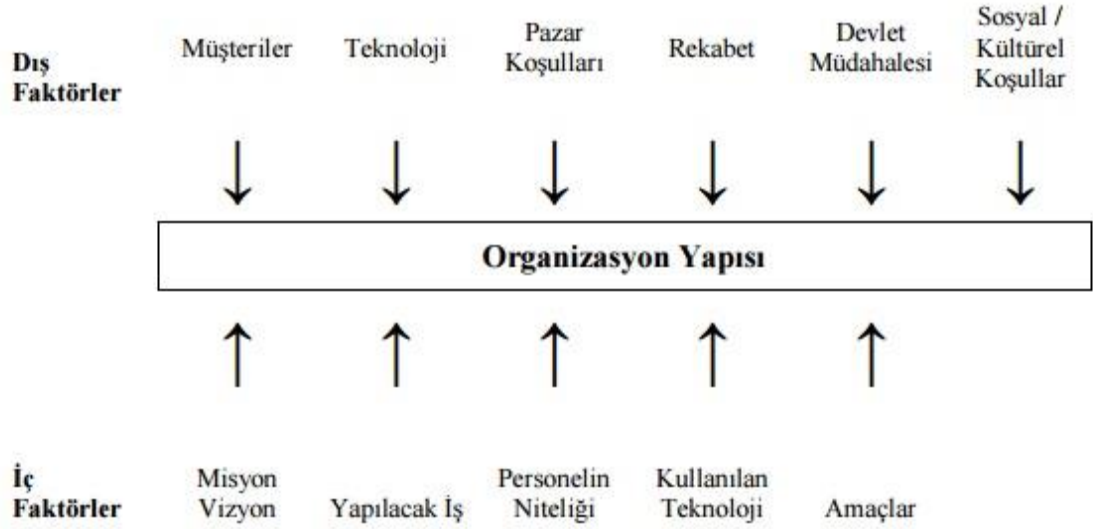 Dış
Faktörler
Müşteriler
Teknoloji
Pazar
Koşulları
Rekabet
Devlet
Müdahalesi
Sosyal /
Kültürel
Koşullar
Organizasyon Yapısı
İç
Faktörler
Misyon
Vizyon
Yapılacak İş
Personelin
Niteliği
Kullanılan
Teknoloji
Amaçlar